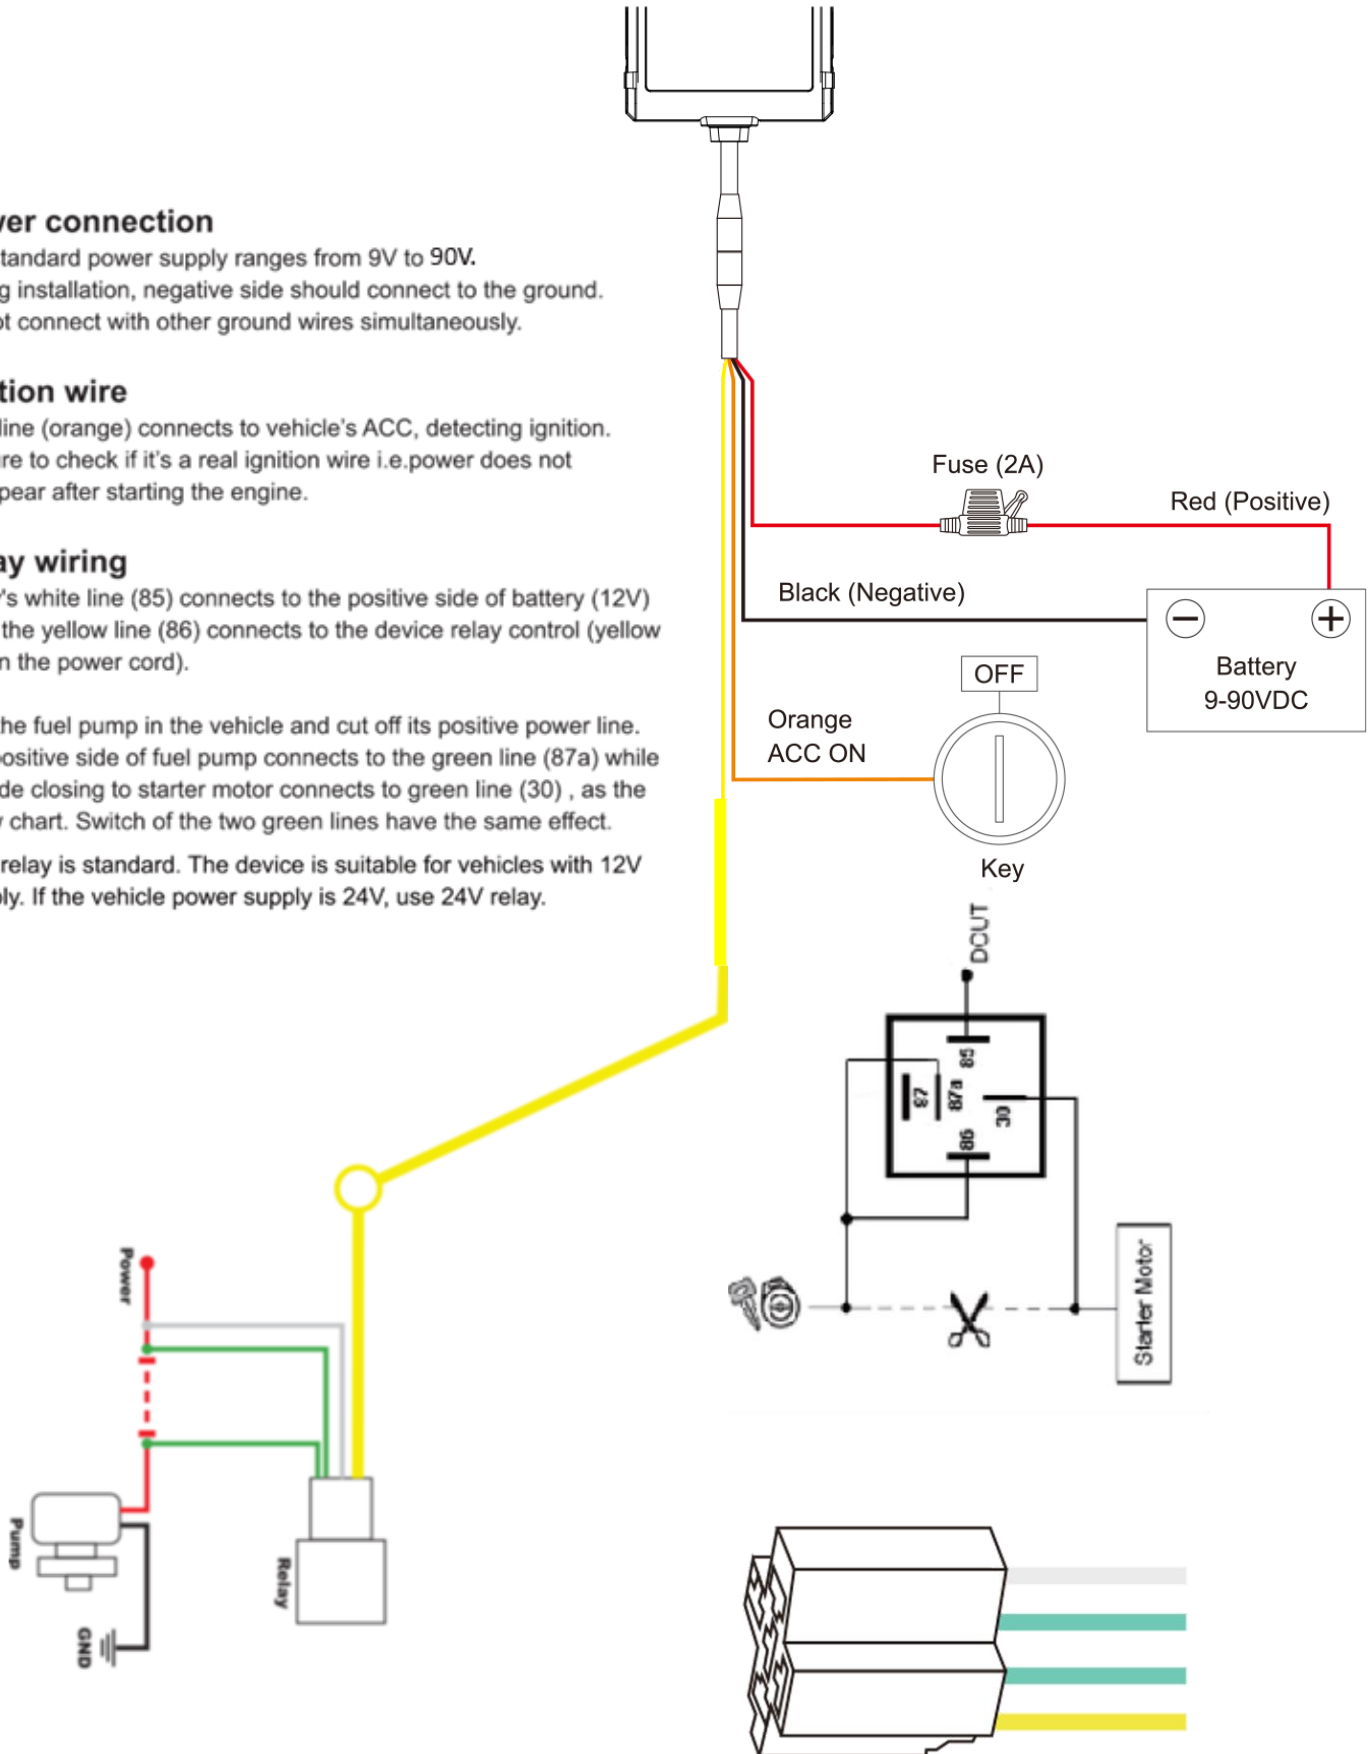 ver connection
tandard power supply ranges from 9V to 90V.
g installation, negative side should connect to the ground.
ot connect with other ground wires simultaneously.
tion wire
line (orange) connects to vehicle's ACC, detecting ignition.
ure to check if it's a real ignition wire i.e.power does not
pear after starting the engine.
ay wiring
's white line (85) connects to the positive side of battery (12V)
the yellow line (86) connects to the device relay control (yellow
n the power cord).
the fuel pump in the vehicle and cut off its positive power line.
positive side of fuel pump connects to the green line (87a) while
de closing to starter motor connects to green line (30) , as the
w chart. Switch of the two green lines have the same effect.
relay is standard. The device is suitable for vehicles with 12V
ply. If the vehicle power supply is 24V, use 24V relay.
Fuse (2A)
Red (Positive)
Black (Negative)
Battery
9-90VDC
OFF
Orange
ACC ON
Key
DOUT
85
87
87a
30
86
Starter Motor
Power
Pump
Relay
GND